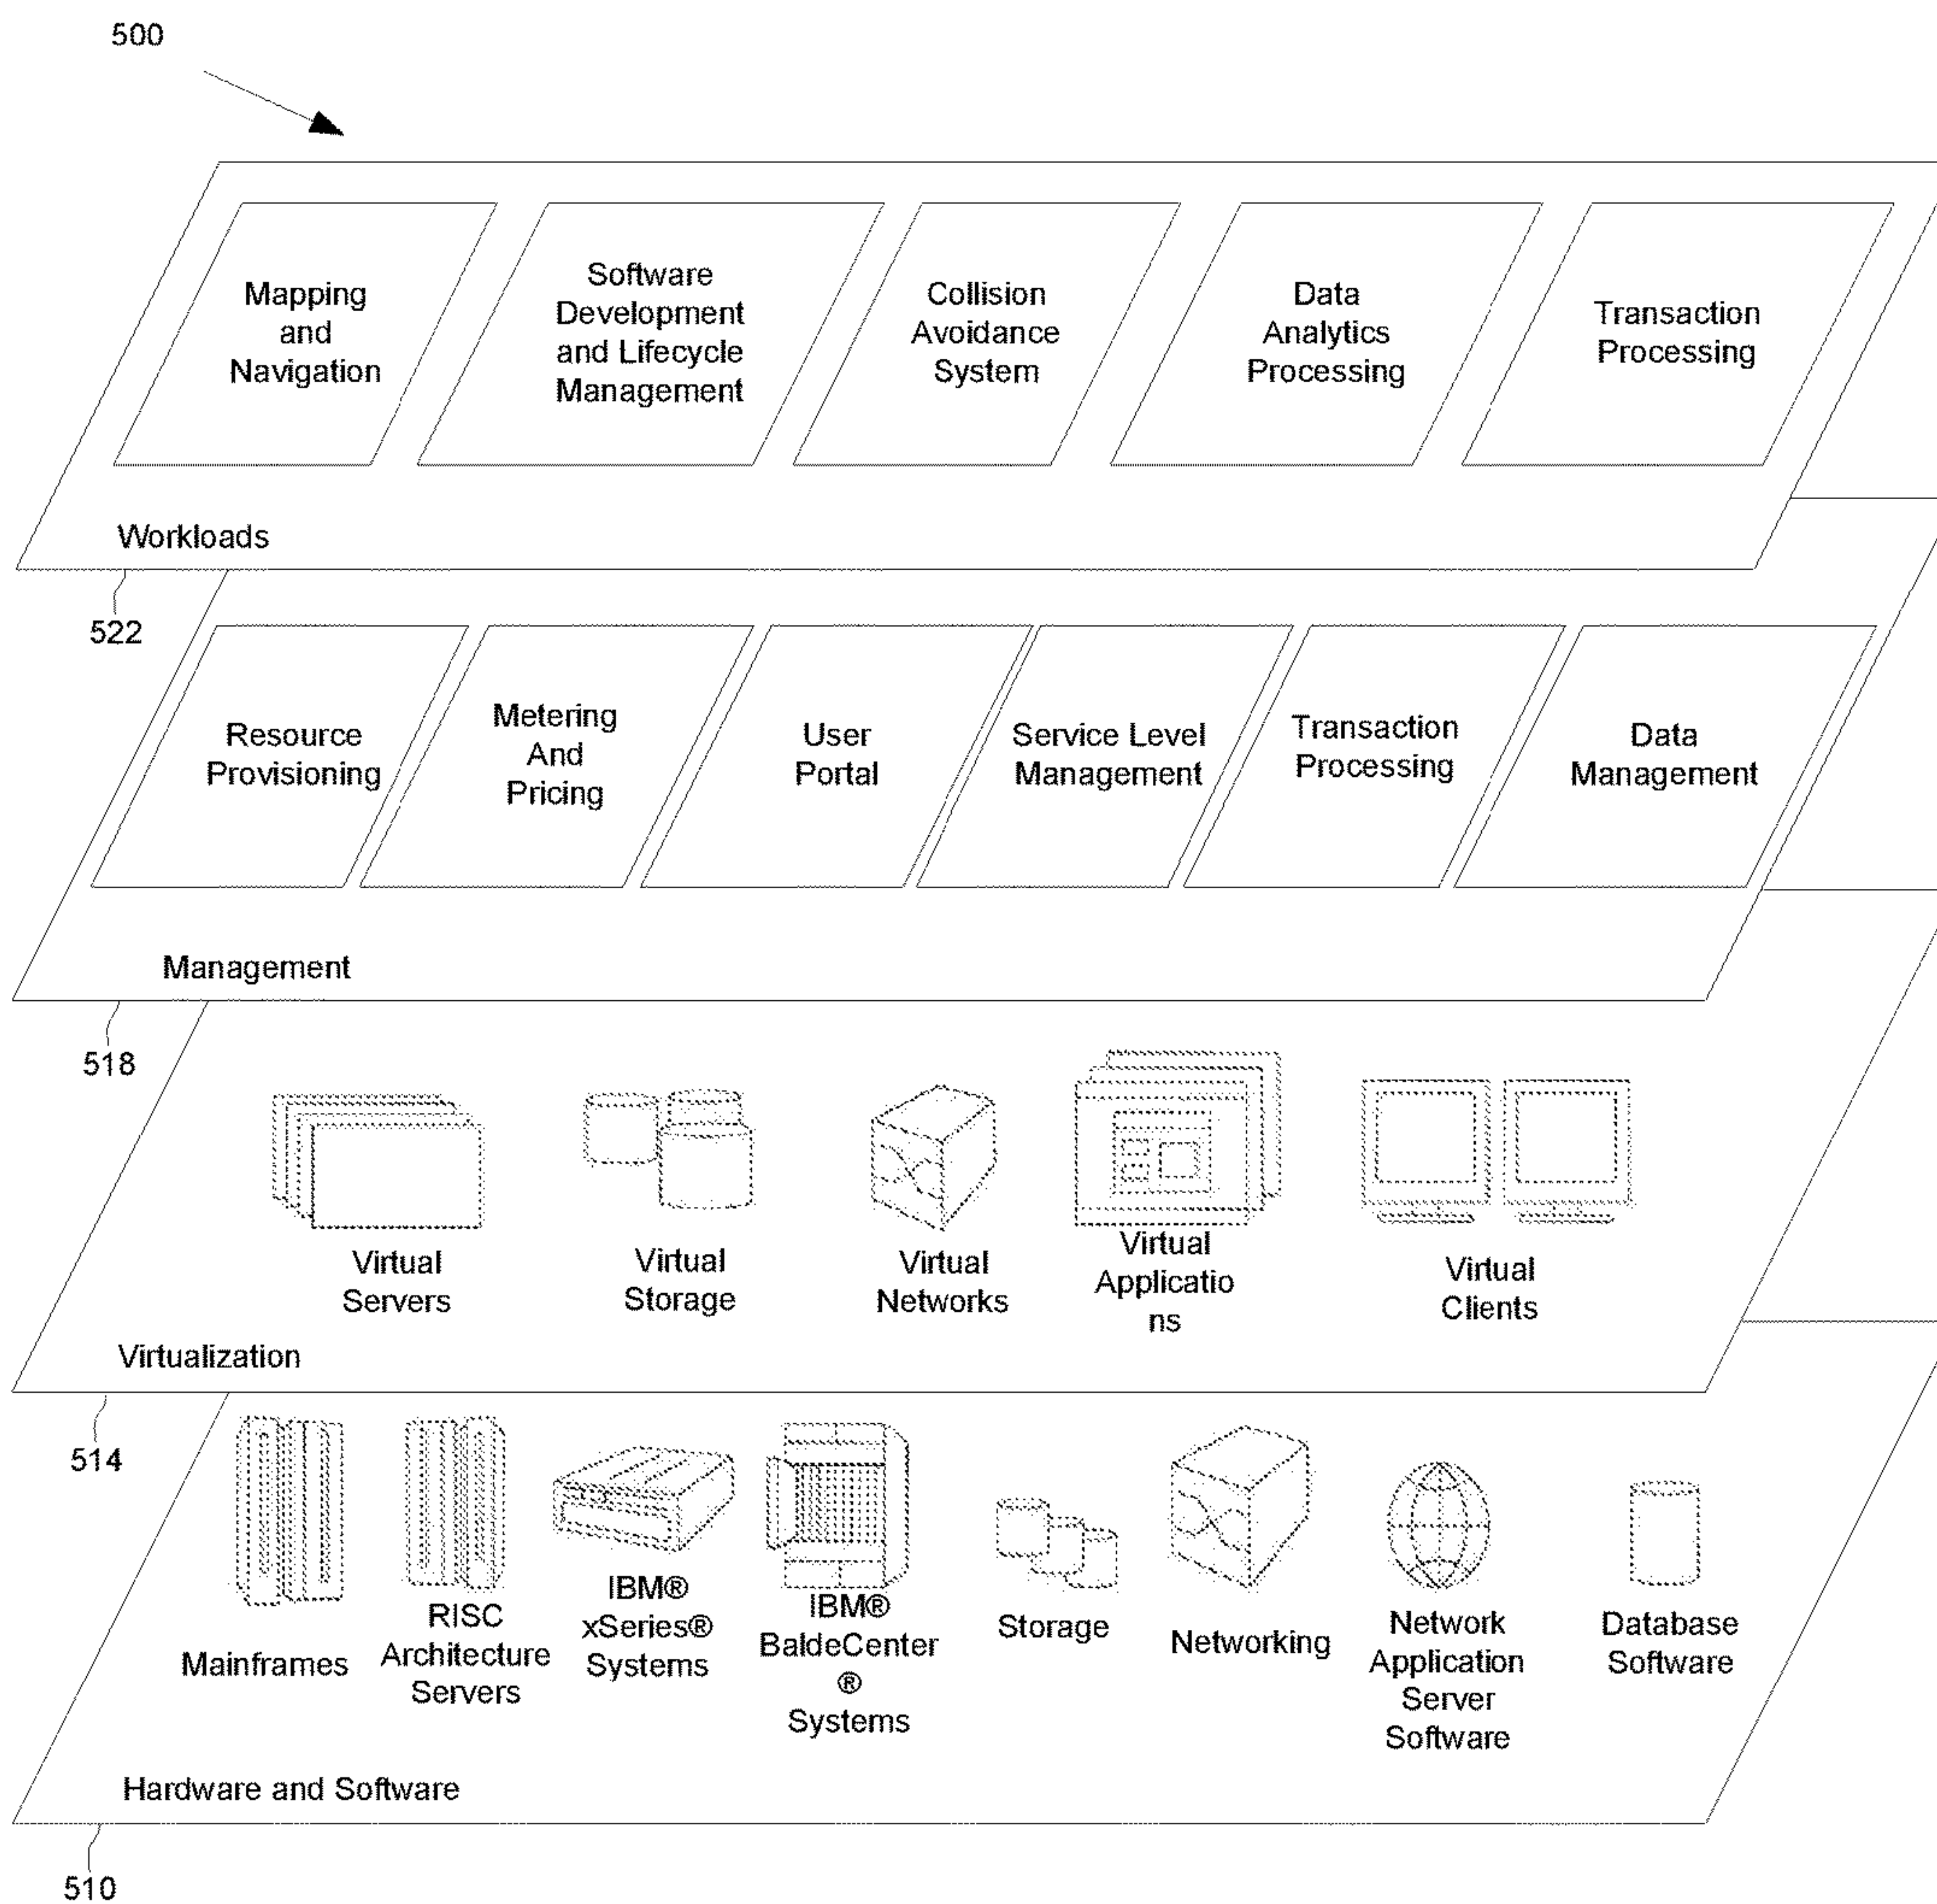 500
Mapping
and
Navigation
Software
Development
and Lifecycle
Management
Collision
Avoidance
System
Data
Analytics
Processing
Transaction
Processing
Workloads
522
Resource
Provisioning
Metering
And
Pricing
User
Portal
Service Level
Management
Transaction
Processing
Data
Management
Management
518
Virtual
Servers
Virtual
Storage
Virtual
Networks
Virtual
Applicatio
ns
Virtual
Clients
Virtualization
514
Mainframes
RISC
Architecture
Servers
IBM®
xSeries®
Systems
IBM®
BaldeCenter
®
Systems
Storage
Networking
Network
Application
Server
Software
Database
Software
Hardware and Software
510